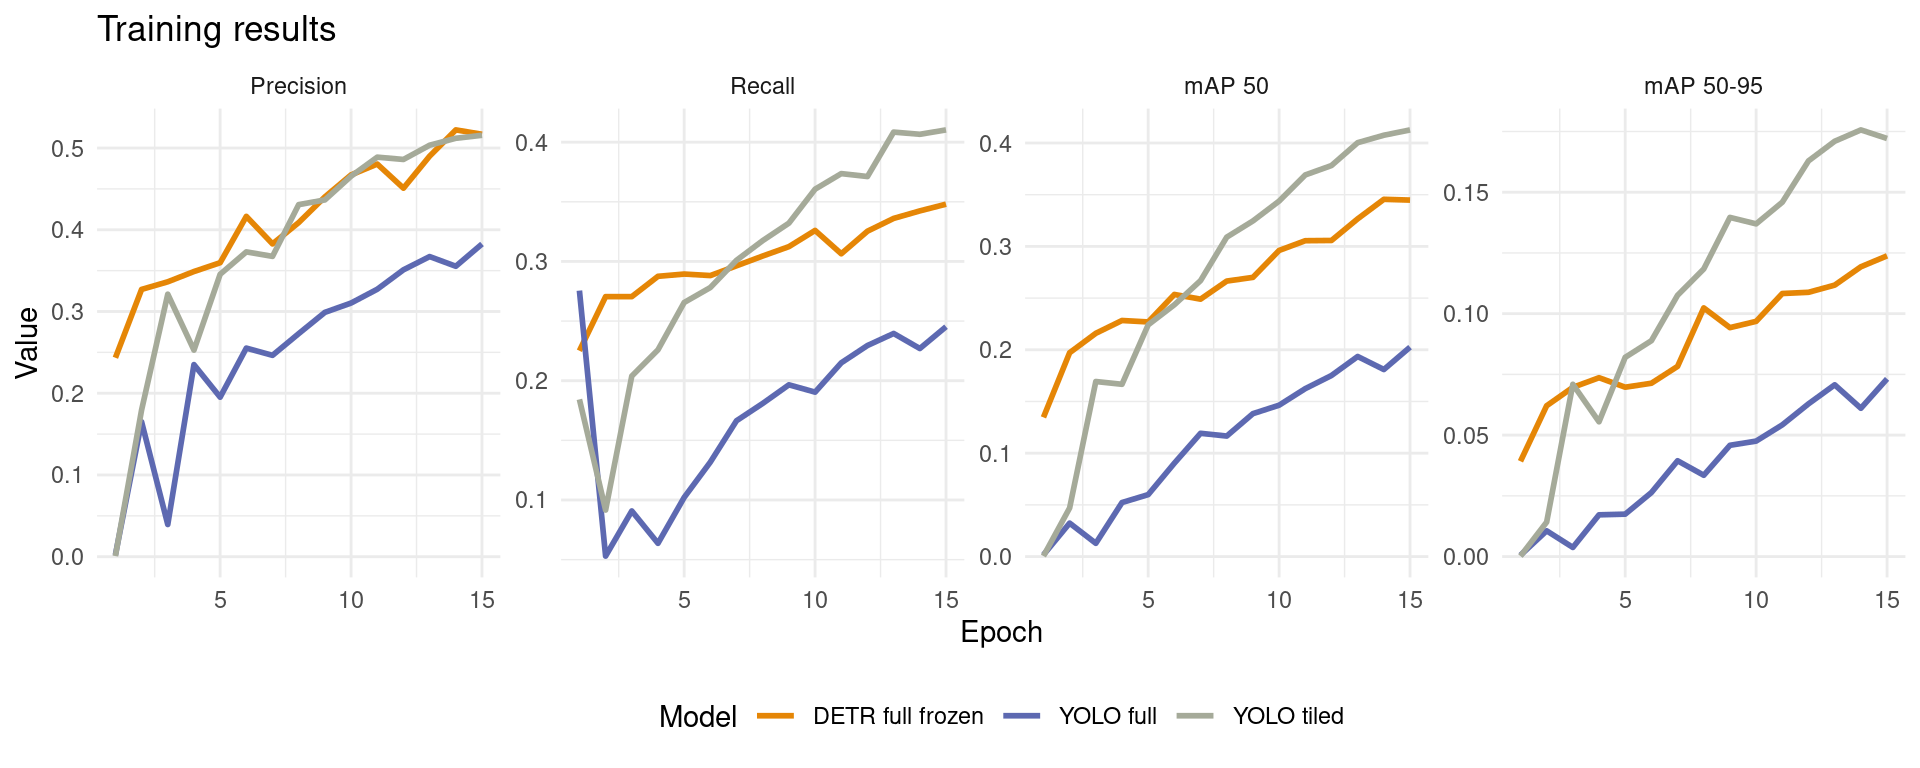 Training results
Precision
Recall
mAP 50
mAP 50-95
Value
0.5
0.4
0.3
0.2
0.1
0.0
0.4
0.3
0.2
0.1
0.4
0.3
0.2
0.1
0.0
0.15
0.10
0.05
0.00
5 10 15
5 10 15
5 10 15
5 10 15
Epoch
Model DETR full frozen YOLO full YOLO tiled